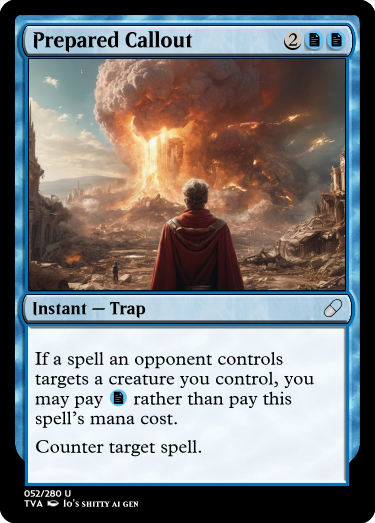 Prepared Callout 2
Instant — Trap
If a spell an opponent controls
targets a creature you control, you
may pay rather than pay this
spell's mana cost.
Counter target spell.
052/280 U
TVA Io's shitty ai gen